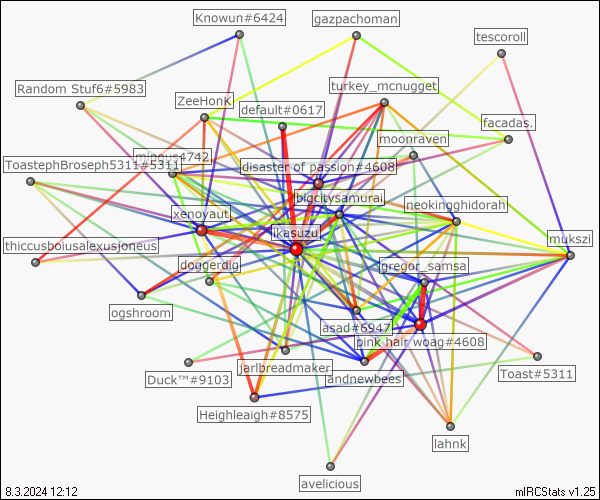 Knowun#6424
gazpachoman
tescoroll
Random Stuf6#5983
turkey_mcnugget
ZeeHonK
default#0617
facadas.
moonraven
mingus4742
ToastephBroseph5311#5311
disaster of passion#4608
bigcitysamurai
neokingghidorah
xenoyaut
ikasuzu
thiccusboiusalexusjoneus
mukszi
doggerdig
gregor_samsa
ogshroom
asad#6947
pink hair woag#4608
jarlbreadmaker
Duck™#9103
andnewbees
Toast#5311
Heighleaigh#8575
lahnk
avelicious
8.3.2024 12:12
mIRCStats v1.25